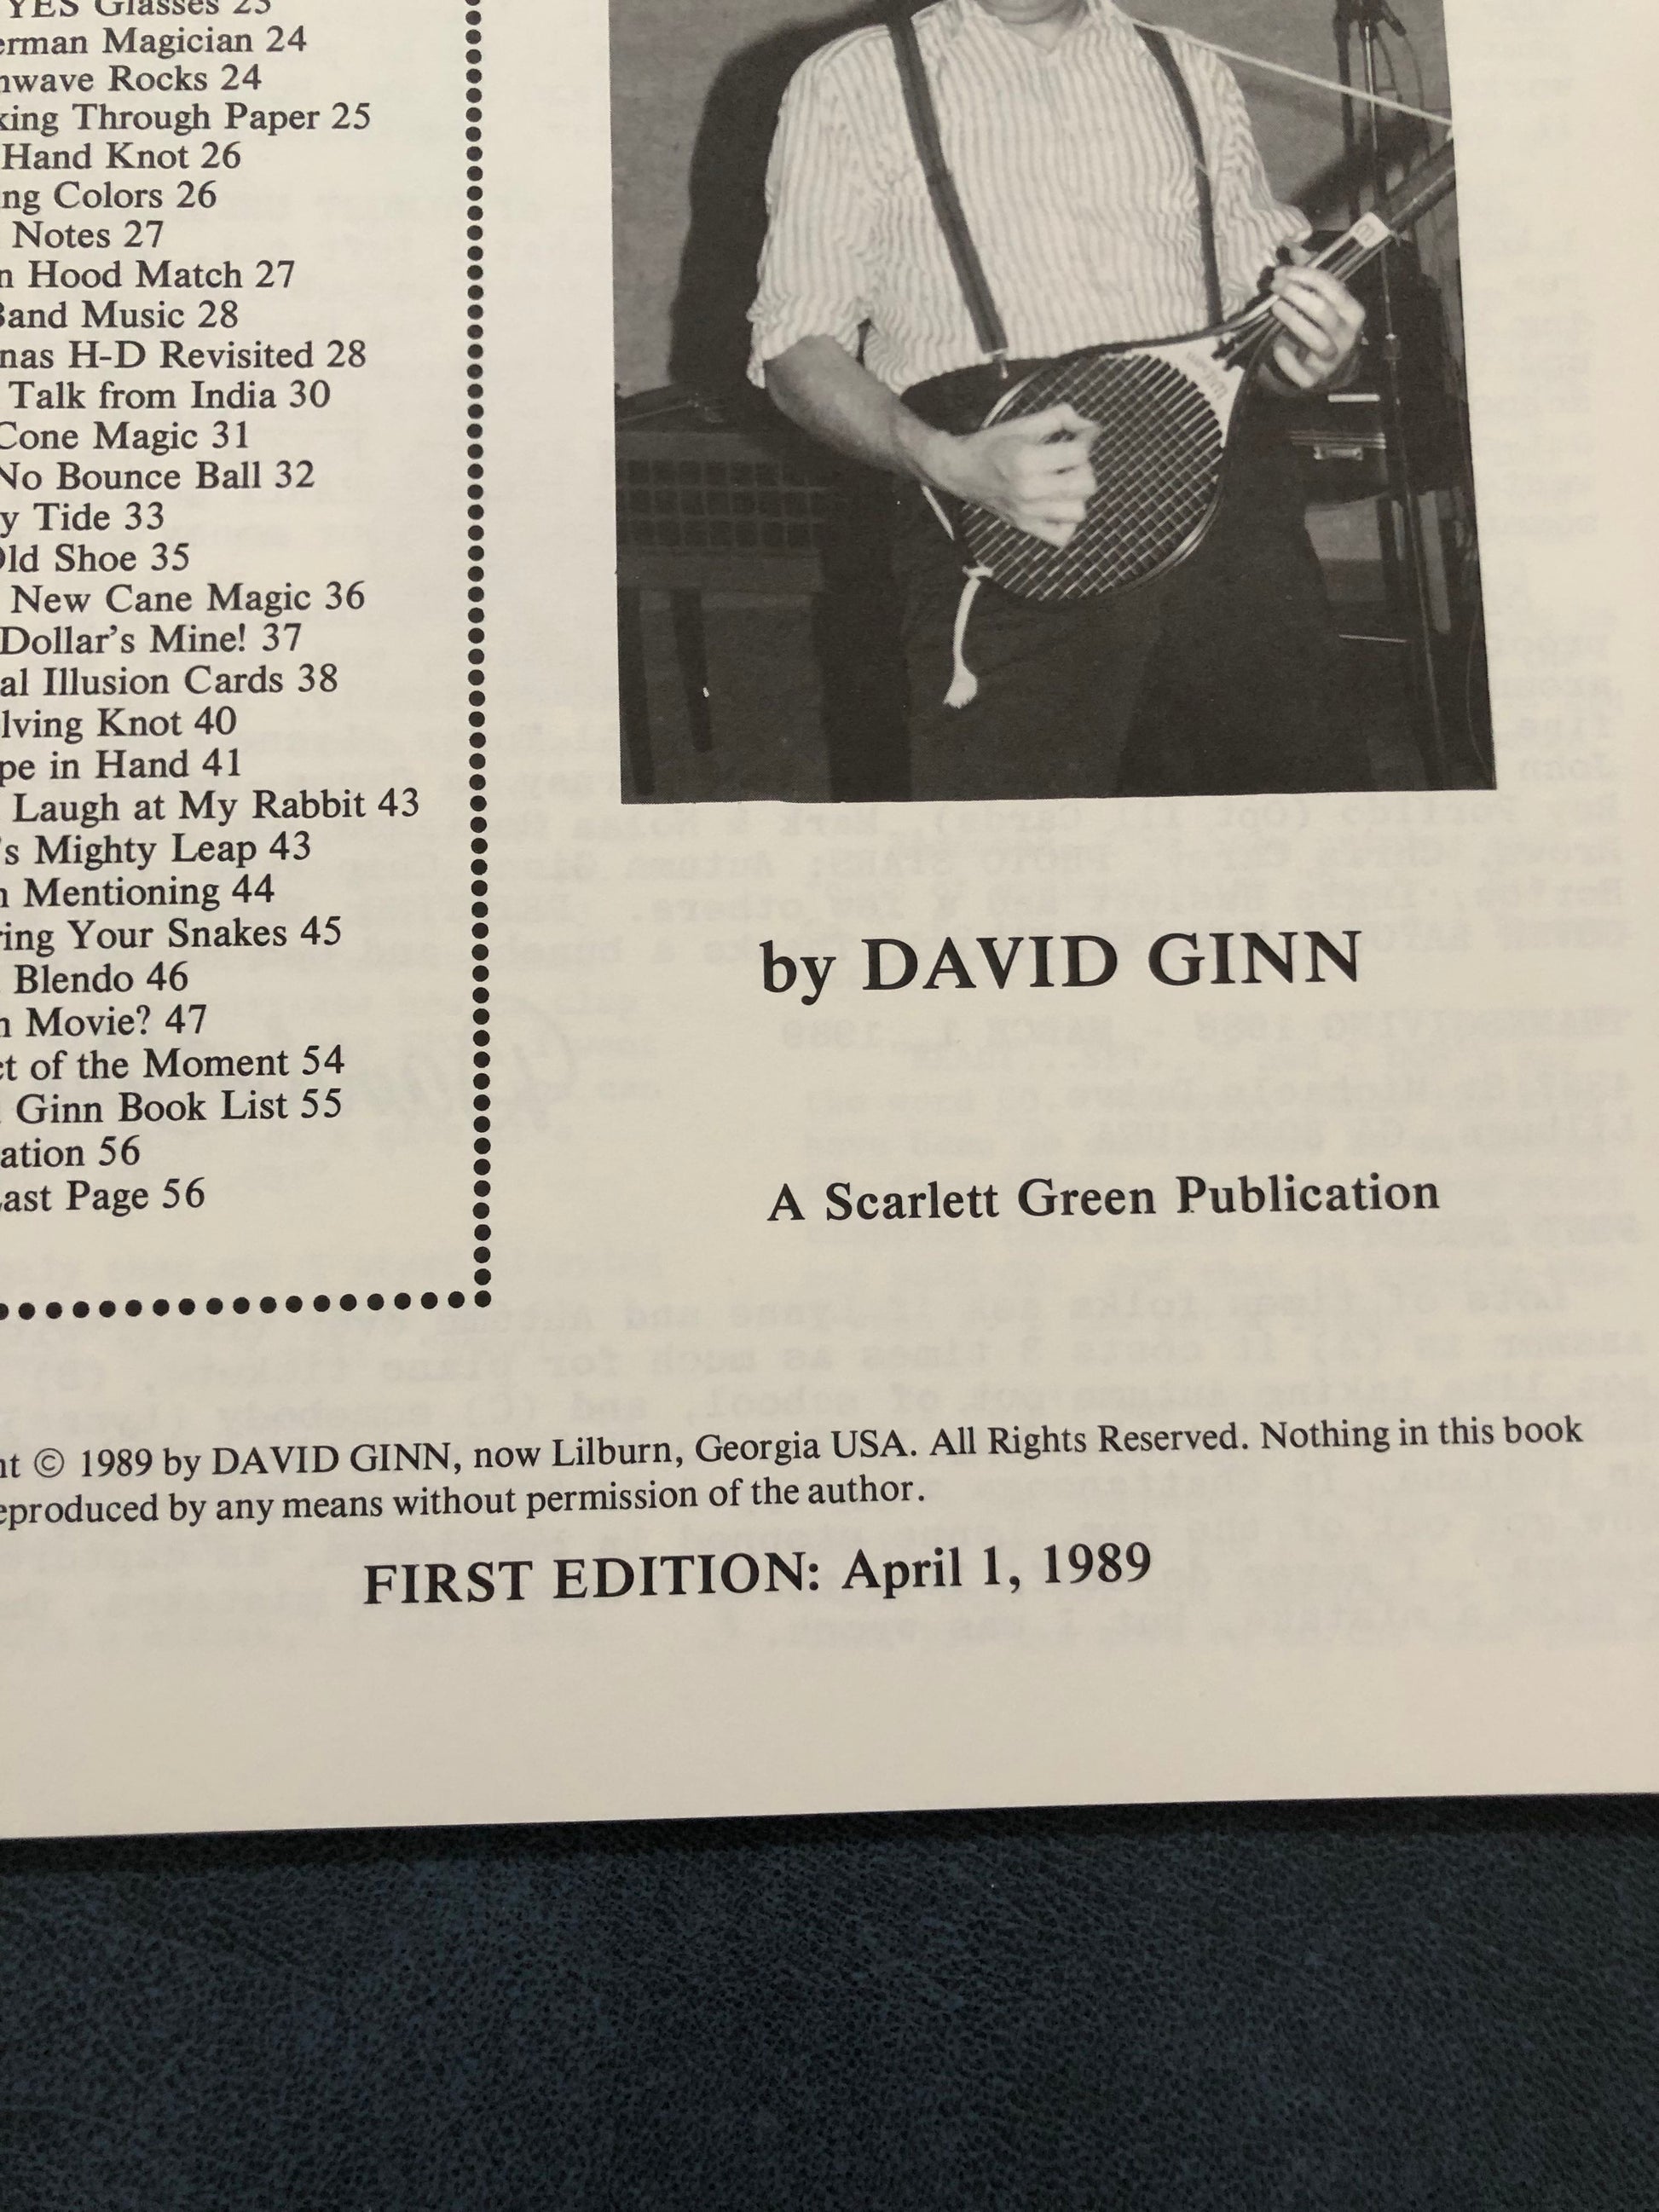 YES Glasses 23
erman Magician 24
nwave Rocks 24
king Through Paper 25
Hand Knot 26
ng Colors 26
Notes 27
n Hood Match 27
Band Music 28
nas H-D Revisited 28
Talk from India 30
Cone Magic 31
No Bounce Ball 32
y Tide 33
Old Shoe 35
New Cane Magic 36
Dollar's Mine! 37
al Illusion Cards 38
lving Knot 40
pe in Hand 41
Laugh at My Rabbit 43
's Mighty Leap 43
n Mentioning 44
ring Your Snakes 45
Blendo 46
n Movie? 47
ct of the Moment 54
Ginn Book List 55
ation 56
Last Page 56
by DAVID GINN
A Scarlett Green Publication
nt © 1989 by DAVID GINN, now Lilburn, Georgia USA. All Rights Reserved. Nothing in this book
eproduced by any means without permission of the author.
FIRST EDITION: April 1, 1989